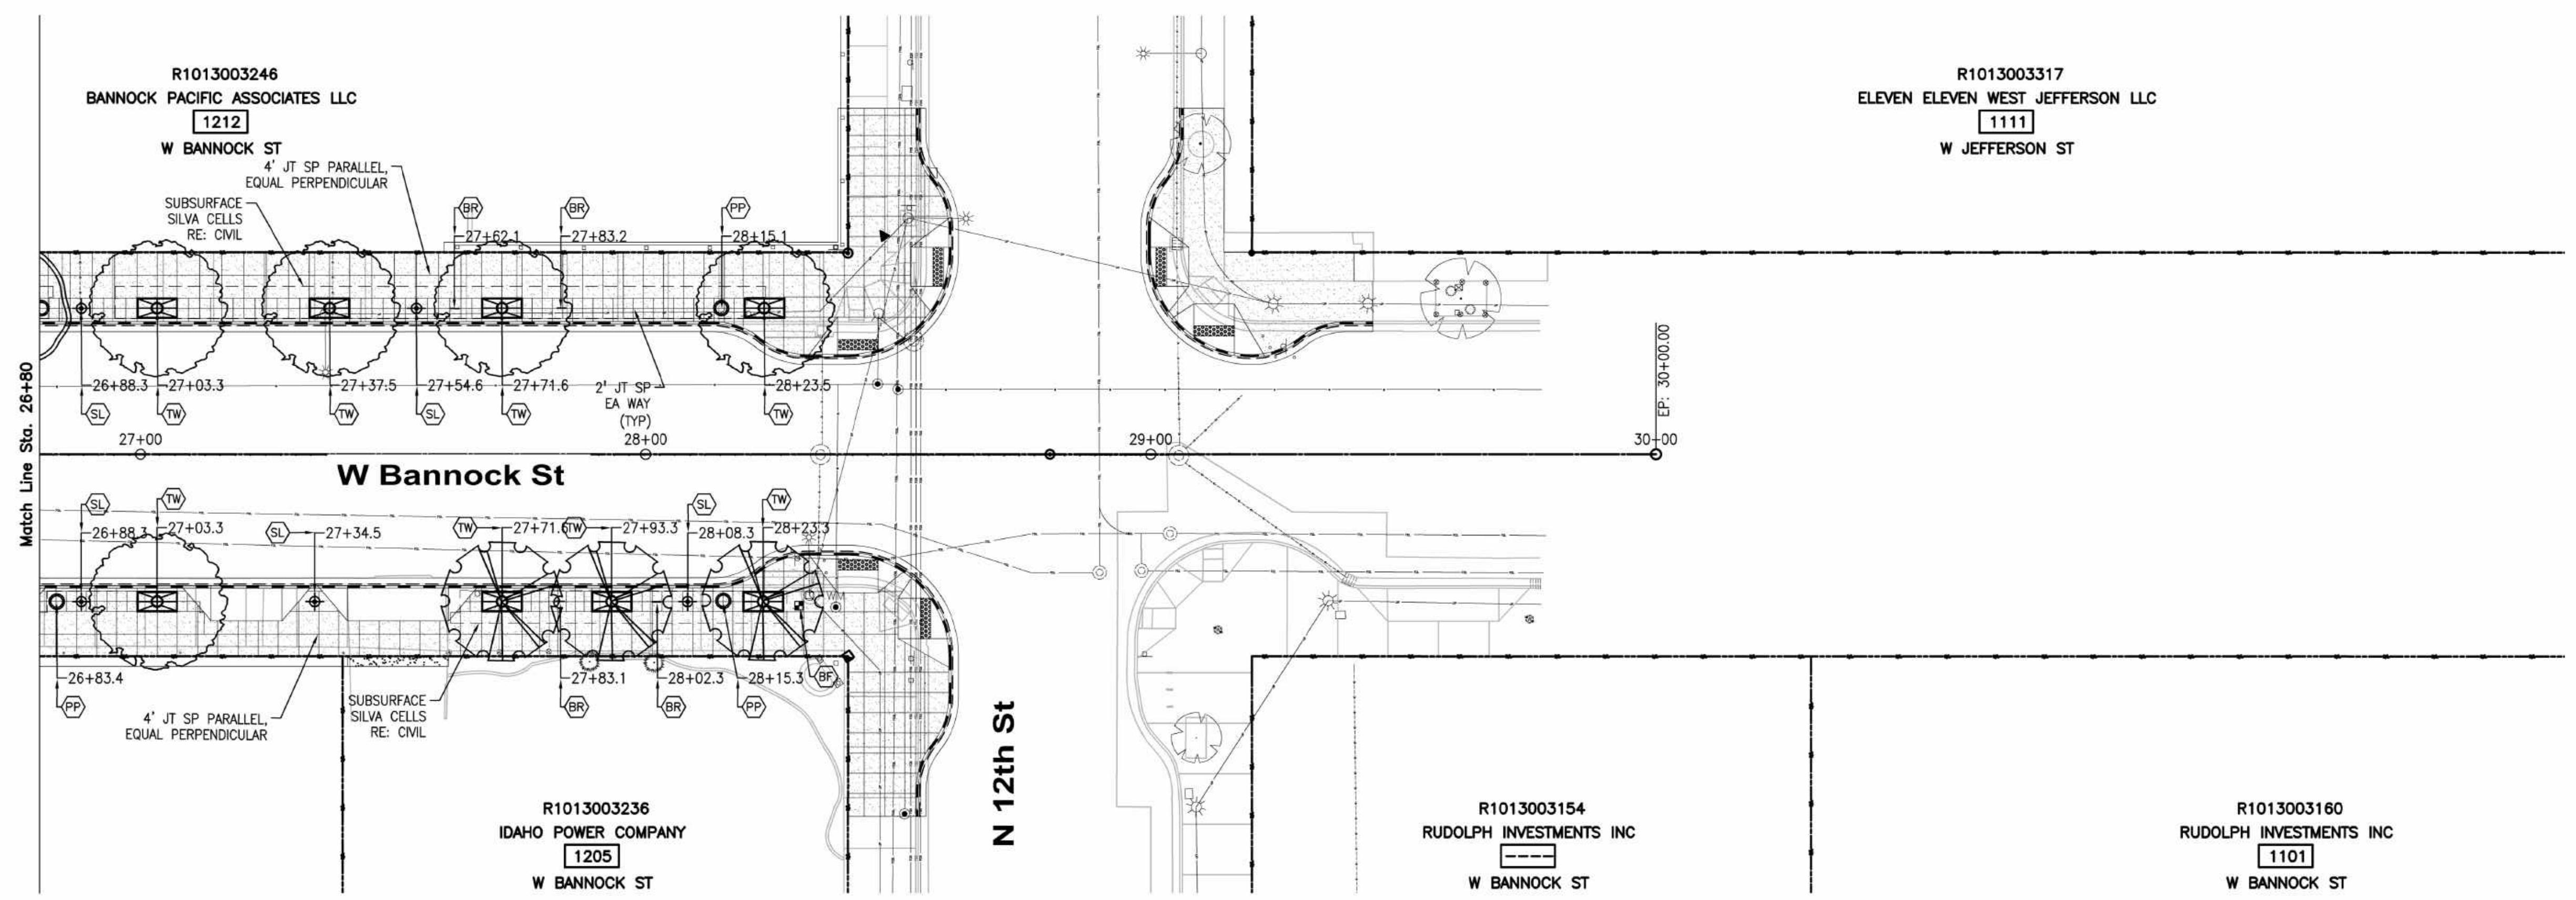 R1013003246
BANNOCK PACIFIC ASSOCIATES LLC
1212
W BANNOCK ST
4' JT SP PARALLEL,
EQUAL PERPENDICULAR
SUBSURFACE
SILVA CELLS
RE: CIVIL
R1013003317
ELEVEN ELEVEN WEST JEFFERSON LLC
1111
W JEFFERSON ST
BR
BR
PP
27+62.1
27+83.2
28+15.1
26+88.3
27+03.3
27+37.5
27+54.6
27+71.6
28+23.5
SL
TW
TW
SL
TW
TW
2' JT SP
EA WAY
(TYP)
Match Line Sta. 26+80
27+00
28+00
29+00
30+00
EP: 30+00.00
W Bannock St
SL
TW
SL
TW
TW
SL
TW
26+88.3
27+03.3
27+34.5
27+71.6
27+93.3
28+08.3
28+23.3
WM
26+83.4
27+83.1
28+02.3
28+15.3
BF
PP
BR
BR
PP
4' JT SP PARALLEL,
EQUAL PERPENDICULAR
SUBSURFACE
SILVA CELLS
RE: CIVIL
N 12th St
R1013003236
IDAHO POWER COMPANY
1205
W BANNOCK ST
R1013003154
RUDOLPH INVESTMENTS INC
----
W BANNOCK ST
R1013003160
RUDOLPH INVESTMENTS INC
1101
W BANNOCK ST